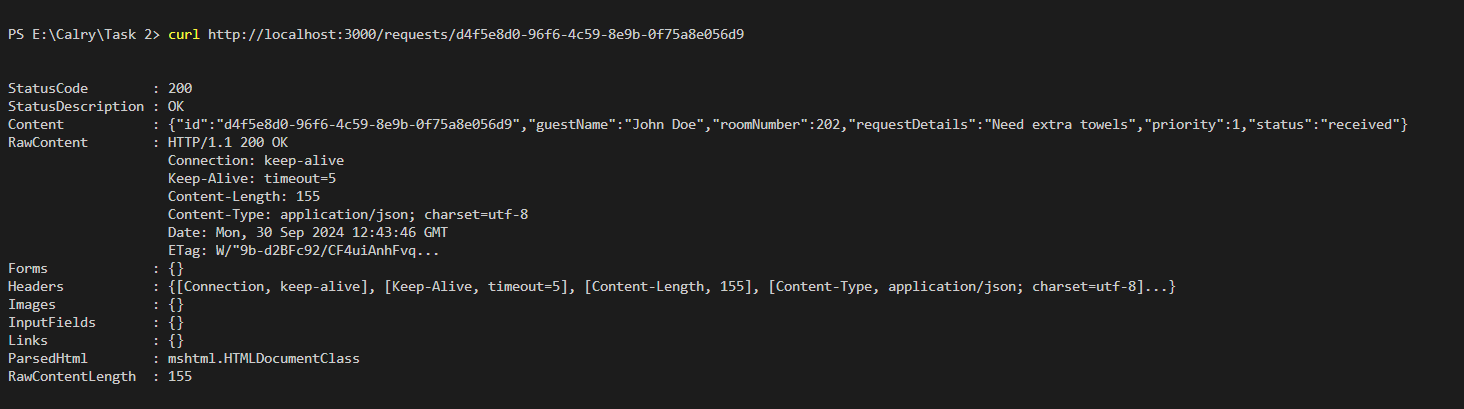 PS E:\Calry\Task 2> curl http://localhost:3000/requests/d4f5e8d0-96f6-4c59-8e9b-0f75a8e056d9
StatusCode        : 200
StatusDescription : OK
Content           : {"id":"d4f5e8d0-96f6-4c59-8e9b-0f75a8e056d9","guestName":"John Doe","roomNumber":202,"requestDetails":"Need extra towels","priority":1,"status":"received"}
RawContent        : HTTP/1.1 200 OK
                    Connection: keep-alive
                    Keep-Alive: timeout=5
                    Content-Length: 155
                    Content-Type: application/json; charset=utf-8
                    Date: Mon, 30 Sep 2024 12:43:46 GMT
                    ETag: W/"9b-d2BFc92/CF4uiAnhFvq...
Forms             : {}
Headers           : {[Connection, keep-alive], [Keep-Alive, timeout=5], [Content-Length, 155], [Content-Type, application/json; charset=utf-8]...}
Images            : {}
InputFields       : {}
Links             : {}
ParsedHtml        : mshtml.HTMLDocumentClass
RawContentLength  : 155